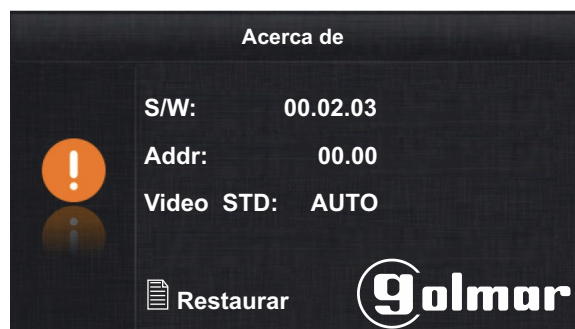 Acerca de
S/W: 00.02.03
Addr: 00.00
Video STD: AUTO
Restaurar
golmar